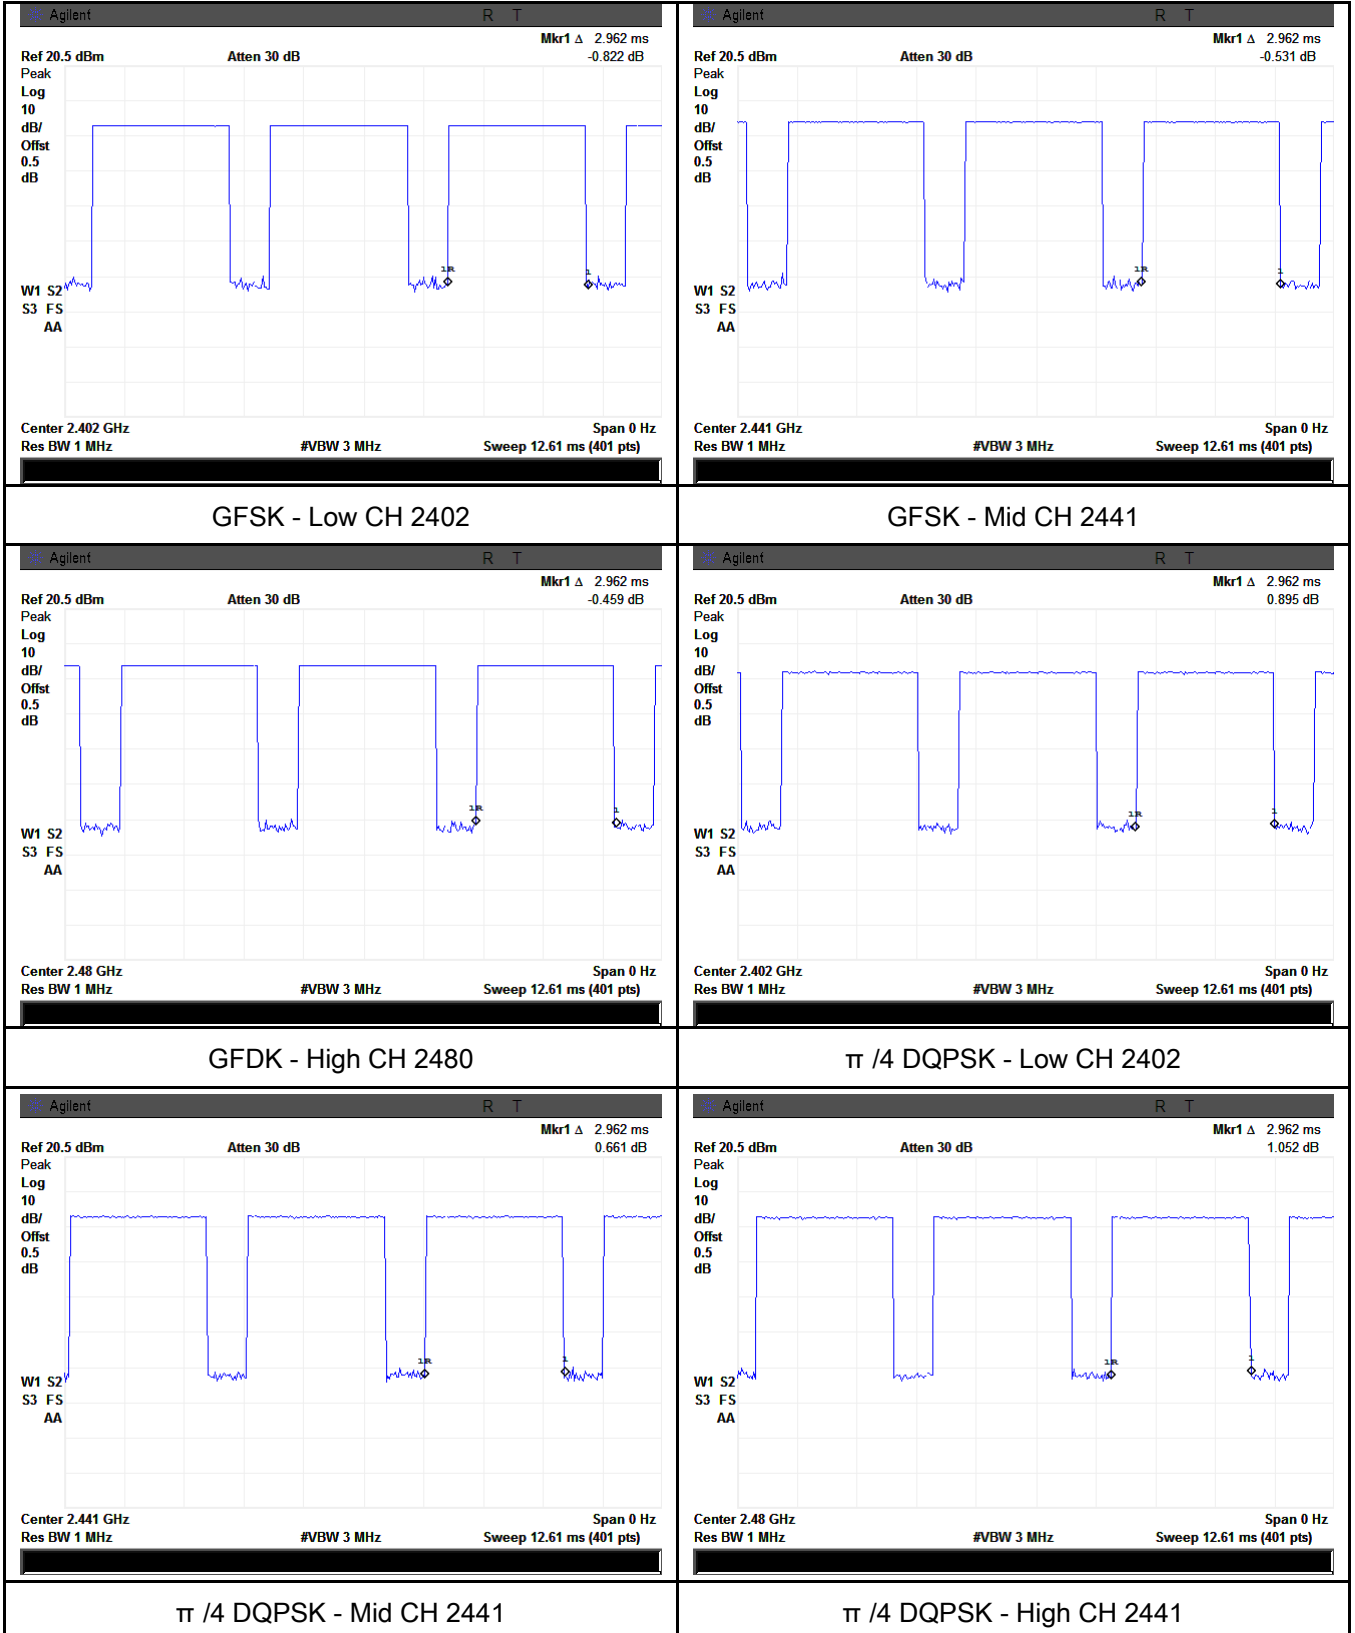 Agilent R T
Mkr1 Δ 2.962 ms
Ref 20.5 dBm Atten 30 dB -0.822 dB
Peak
Log
10
dB/
Offst
0.5
dB
1R
1
W1 S2
S3 FS
AA
Center 2.402 GHz Span 0 Hz
Res BW 1 MHz #VBW 3 MHz Sweep 12.61 ms (401 pts)
GFSK - Low CH 2402
Agilent R T
Mkr1 Δ 2.962 ms
Ref 20.5 dBm Atten 30 dB -0.531 dB
Peak
Log
10
dB/
Offst
0.5
dB
1R
1
W1 S2
S3 FS
AA
Center 2.441 GHz Span 0 Hz
Res BW 1 MHz #VBW 3 MHz Sweep 12.61 ms (401 pts)
GFSK - Mid CH 2441
Agilent R T
Mkr1 Δ 2.962 ms
Ref 20.5 dBm Atten 30 dB -0.459 dB
Peak
Log
10
dB/
Offst
0.5
dB
1R
1
W1 S2
S3 FS
AA
Center 2.48 GHz Span 0 Hz
Res BW 1 MHz #VBW 3 MHz Sweep 12.61 ms (401 pts)
GFDK - High CH 2480
Agilent R T
Mkr1 Δ 2.962 ms
Ref 20.5 dBm Atten 30 dB 0.895 dB
Peak
Log
10
dB/
Offst
0.5
dB
1R
1
W1 S2
S3 FS
AA
Center 2.402 GHz Span 0 Hz
Res BW 1 MHz #VBW 3 MHz Sweep 12.61 ms (401 pts)
π /4 DQPSK - Low CH 2402
Agilent R T
Mkr1 Δ 2.962 ms
Ref 20.5 dBm Atten 30 dB 0.661 dB
Peak
Log
10
dB/
Offst
0.5
dB
1R
1
W1 S2
S3 FS
AA
Center 2.441 GHz Span 0 Hz
Res BW 1 MHz #VBW 3 MHz Sweep 12.61 ms (401 pts)
π /4 DQPSK - Mid CH 2441
Agilent R T
Mkr1 Δ 2.962 ms
Ref 20.5 dBm Atten 30 dB 1.052 dB
Peak
Log
10
dB/
Offst
0.5
dB
1R
1
W1 S2
S3 FS
AA
Center 2.48 GHz Span 0 Hz
Res BW 1 MHz #VBW 3 MHz Sweep 12.61 ms (401 pts)
π /4 DQPSK - High CH 2441